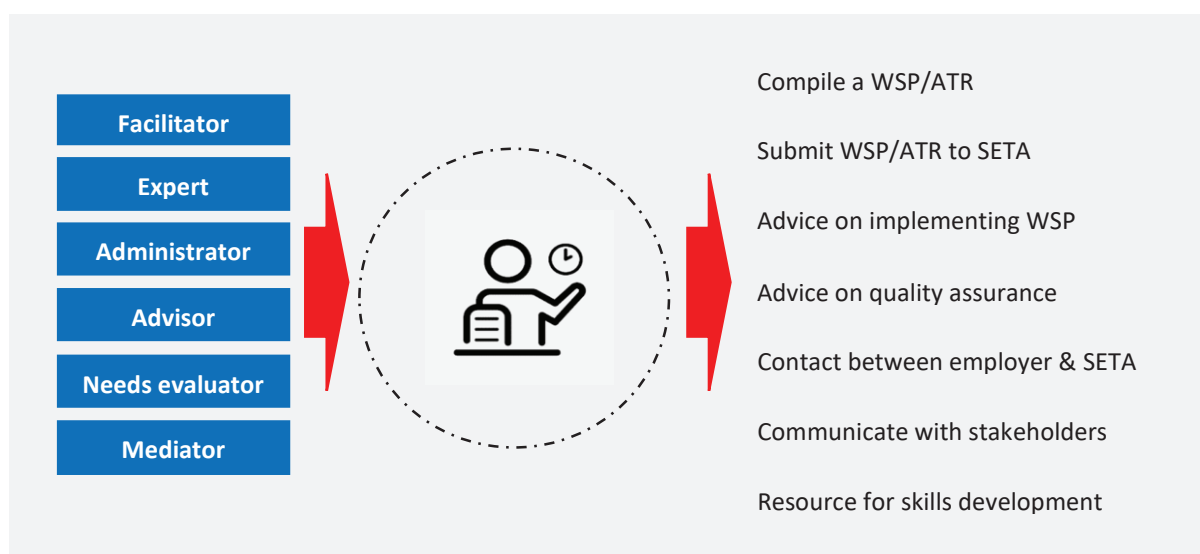 Facilitator
Expert
Administrator
Advisor
Needs evaluator
Mediator
Compile a WSP/ATR
Submit WSP/ATR to SETA
Advice on implementing WSP
Advice on quality assurance
Contact between employer & SETA
Communicate with stakeholders
Resource for skills development